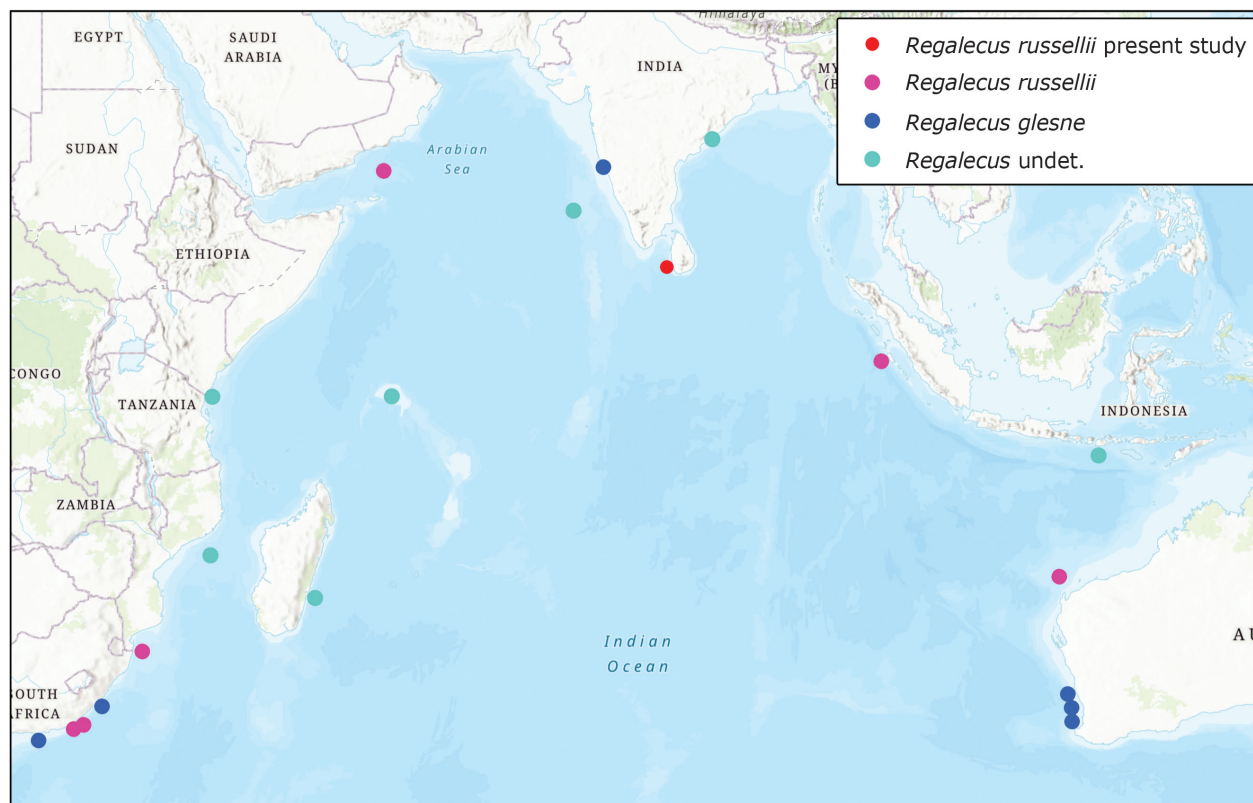 Himalaya
EGYPT
SAUDI
ARABIA
INDIA
MY
(B
Regalecus russellii present study
Regalecus russellii
Regalecus glesne
Regalecus undet.
SUDAN
Arabian
Sea
ETHIOPIA
CONGO
TANZANIA
INDONESIA
ZAMBIA
Indian
Ocean
AU
SOUTH
AFRICA